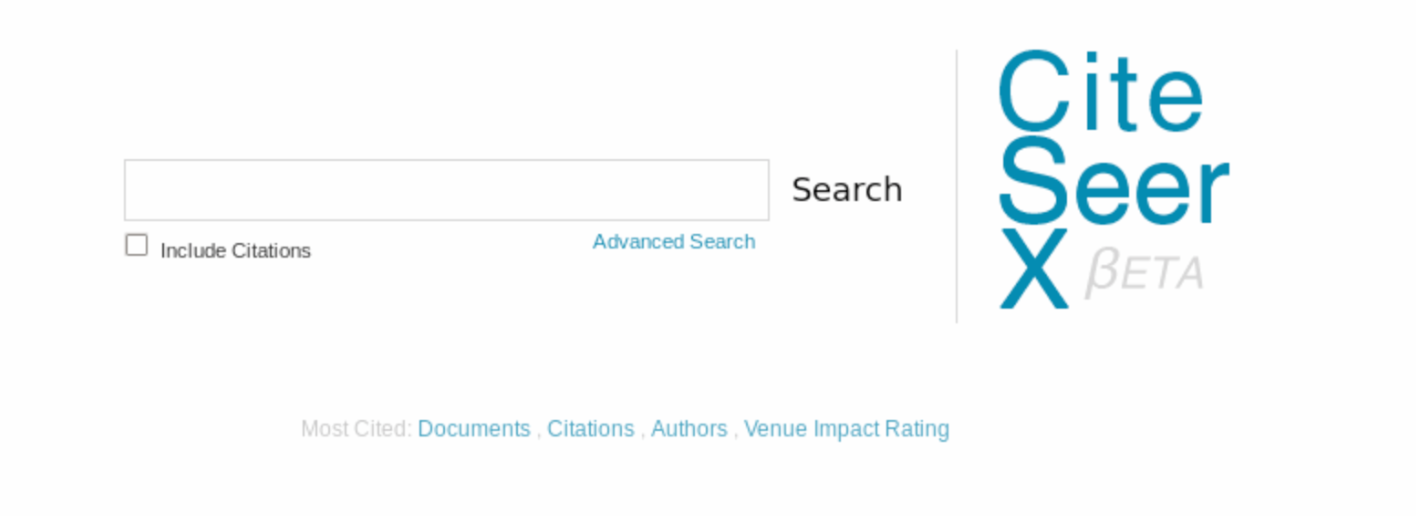 Search
Include Citations
Advanced Search
Cite
Seer
X βETA
Most Cited: Documents , Citations , Authors , Venue Impact Rating